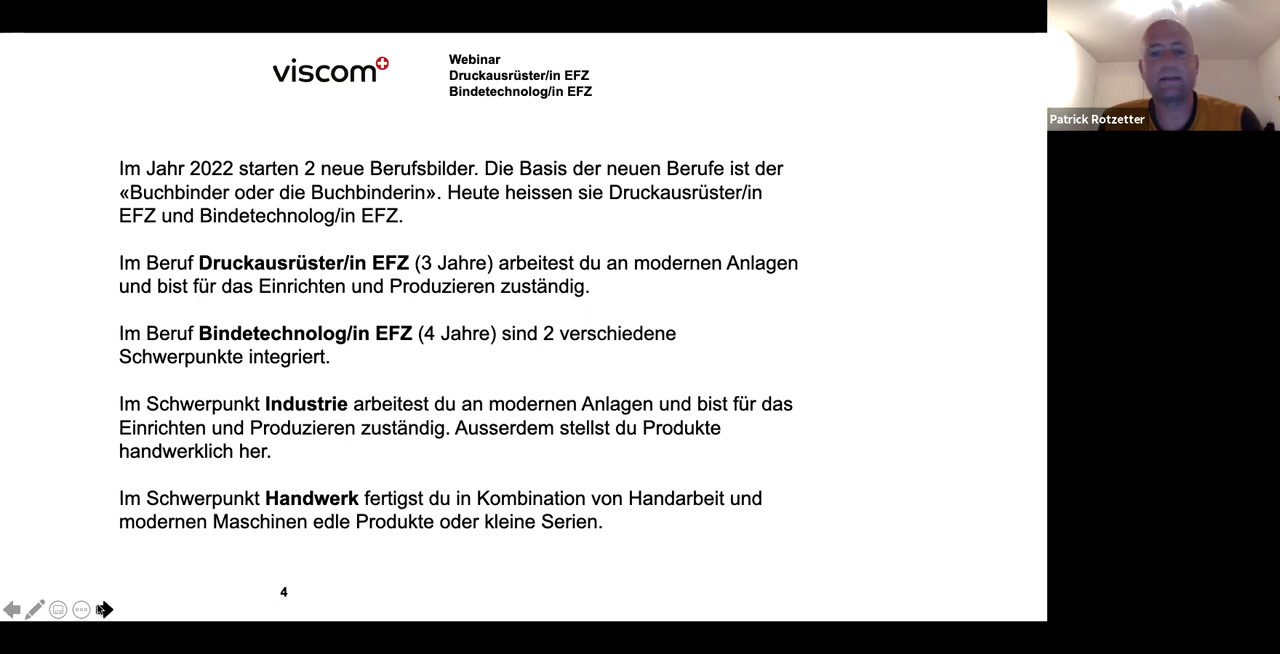 viscom
Webinar
Druckausrüster/in EFZ
Bindetechnolog/in EFZ
Patrick Rotzetter
Im Jahr 2022 starten 2 neue Berufsbilder. Die Basis der neuen Berufe ist der
«Buchbinder oder die Buchbinderin». Heute heissen sie Druckausrüster/in
EFZ und Bindetechnolog/in EFZ.
Im Beruf Druckausrüster/in EFZ (3 Jahre) arbeitest du an modernen Anlagen
und bist für das Einrichten und Produzieren zuständig.
Im Beruf Bindetechnolog/in EFZ (4 Jahre) sind 2 verschiedene
Schwerpunkte integriert.
Im Schwerpunkt Industrie arbeitest du an modernen Anlagen und bist für das
Einrichten und Produzieren zuständig. Ausserdem stellst du Produkte
handwerklich her.
Im Schwerpunkt Handwerk fertigst du in Kombination von Handarbeit und
modernen Maschinen edle Produkte oder kleine Serien.
4